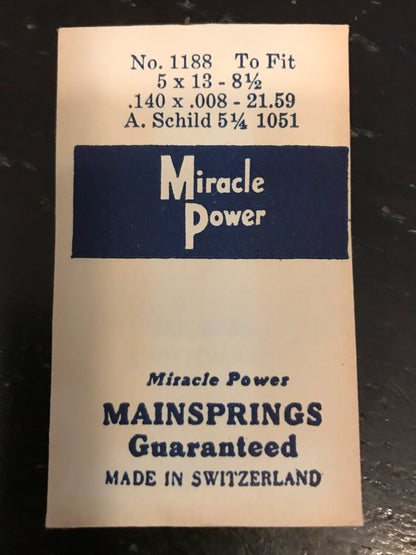 No. 1188 To Fit
5 x 13 - 8½
.140 x .008 - 21.59
A. Schild 5¼ 1051
Miracle
Power
Miracle Power
MAINSPRINGS
Guaranteed
MADE IN SWITZERLAND